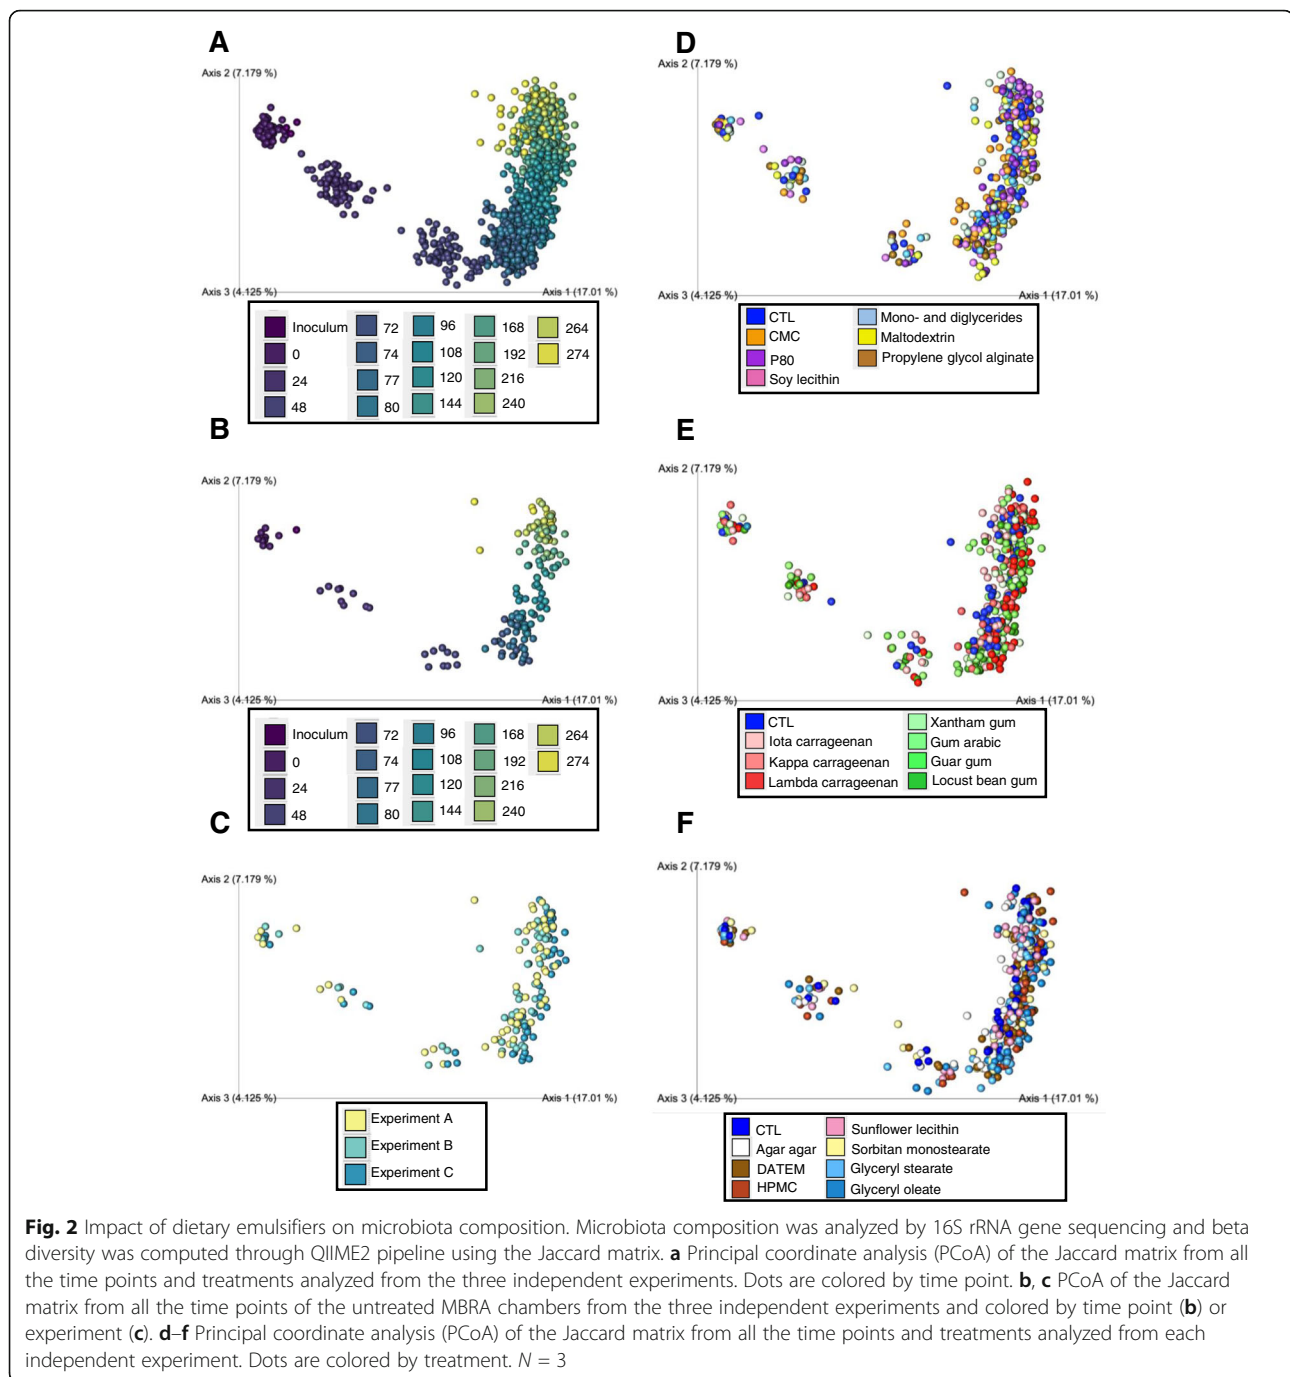 A
Axis 2 (7.179 %)
Axis 3 (4.125 %)
Axis 1 (17.01 %)
Inoculum
0
24
48
72
74
77
80
96
108
120
144
168
192
216
240
264
274
B
Axis 2 (7.179 %)
Axis 3 (4.125 %)
Axis 1 (17.01 %)
Inoculum
0
24
48
72
74
77
80
96
108
120
144
168
192
216
240
264
274
C
Axis 2 (7.179 %)
Axis 3 (4.125 %)
Axis 1 (17.01 %)
Experiment A
Experiment B
Experiment C
D
Axis 2 (7.179 %)
Axis 3 (4.125 %)
Axis 1 (17.01 %)
CTL
CMC
P80
Soy lecithin
Mono- and diglycerides
Maltodextrin
Propylene glycol alginate
E
Axis 2 (7.179 %)
Axis 3 (4.125 %)
Axis 1 (17.01 %)
CTL
Iota carrageenan
Kappa carrageenan
Lambda carrageenan
Xantham gum
Gum arabic
Guar gum
Locust bean gum
F
Axis 2 (7.179 %)
Axis 3 (4.125 %)
Axis 1 (17.01 %)
CTL
Agar agar
DATEM
HPMC
Sunflower lecithin
Sorbitan monostearate
Glyceryl stearate
Glyceryl oleate
Fig. 2 Impact of dietary emulsifiers on microbiota composition. Microbiota composition was analyzed by 16S rRNA gene sequencing and beta
diversity was computed through QIIME2 pipeline using the Jaccard matrix. a Principal coordinate analysis (PCoA) of the Jaccard matrix from all
the time points and treatments analyzed from the three independent experiments. Dots are colored by time point. b, c PCoA of the Jaccard
matrix from all the time points of the untreated MBRA chambers from the three independent experiments and colored by time point (b) or
experiment (c). d–f Principal coordinate analysis (PCoA) of the Jaccard matrix from all the time points and treatments analyzed from each
independent experiment. Dots are colored by treatment. N = 3